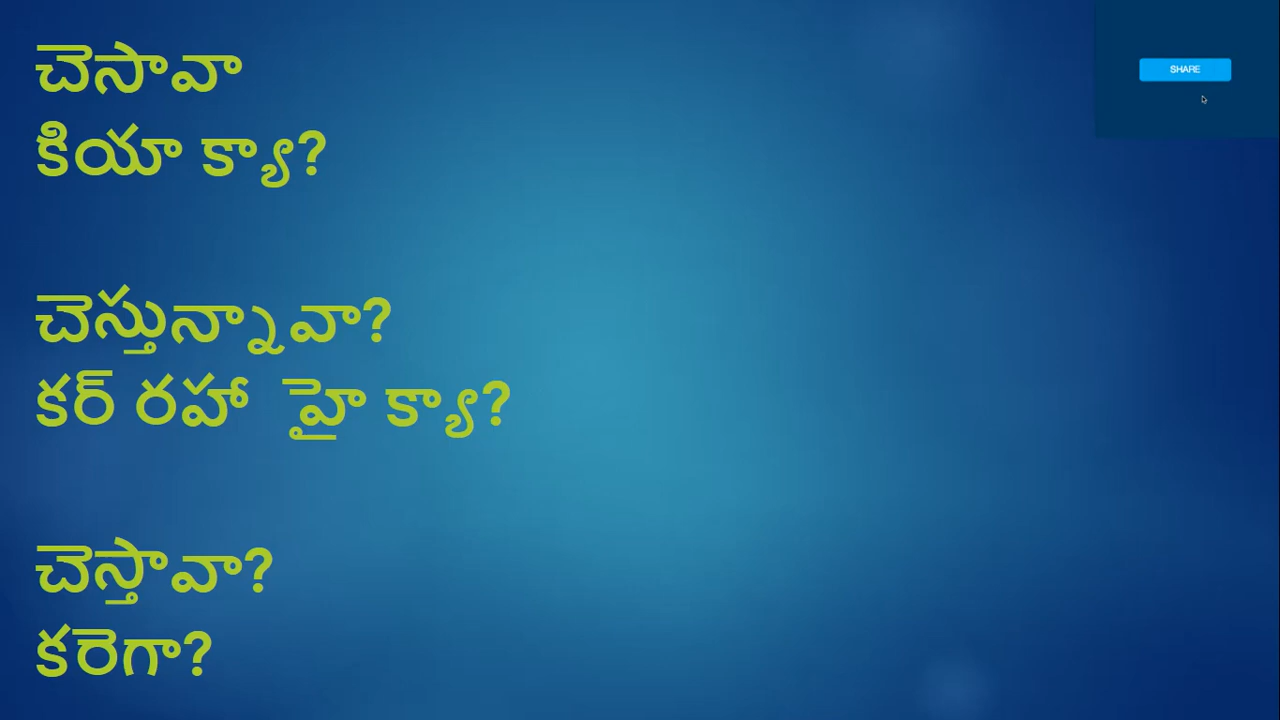 చెసావా
కియా క్యా?
చెస్తున్నావా?
కర్ రహా హై క్యా?
చెస్తావా?
కరెగా?
SHARE